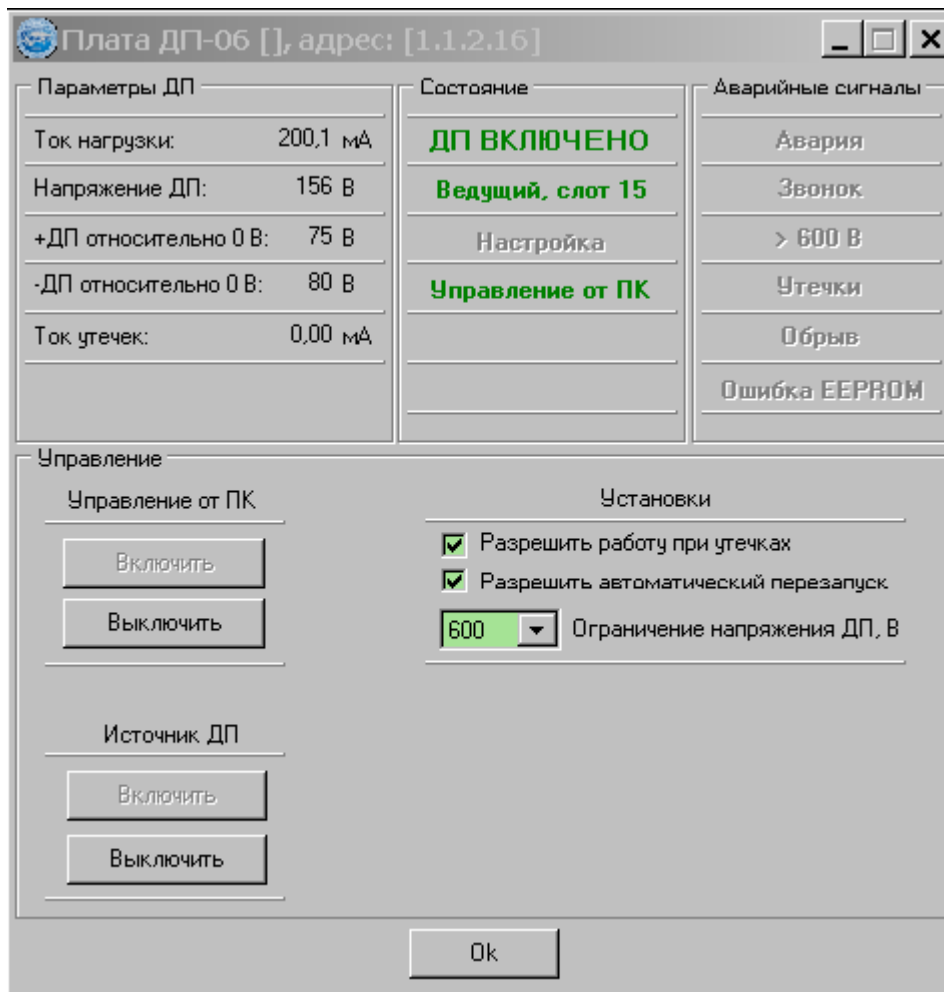 Плата ДП-06 [], адрес: [1.1.2.16]
Параметры ДП
Ток нагрузки: 200,1 мА
Напряжение ДП: 156 В
+ДП относительно 0 В: 75 В
-ДП относительно 0 В: 80 В
Ток утечек: 0,00 мА
Состояние
ДП ВКЛЮЧЕНО
Ведущий, слот 15
Настройка
Управление от ПК
Аварийные сигналы
Авария
Звонок
> 600 В
Утечки
Обрыв
Ошибка EEPROM
Управление
Управление от ПК
Включить
Выключить
Источник ДП
Включить
Выключить
Установки
Разрешить работу при утечках
Разрешить автоматический перезапуск
600 Ограничение напряжения ДП, В
Ok